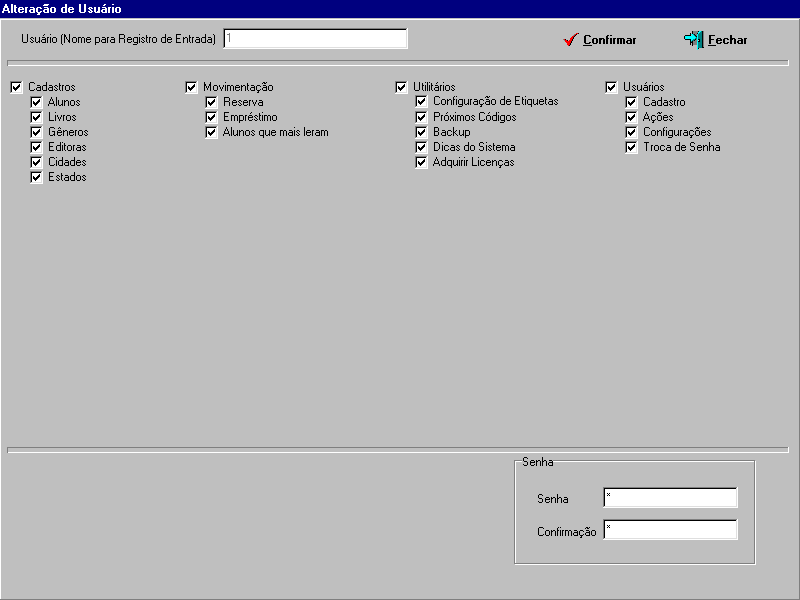 Alteração de Usuário
Usuário (Nome para Registro de Entrada) 1
Confirmar
Fechar
Cadastros
Alunos
Livros
Gêneros
Editoras
Cidades
Estados
Movimentação
Reserva
Empréstimo
Alunos que mais leram
Utilitários
Configuração de Etiquetas
Próximos Códigos
Backup
Dicas do Sistema
Adquirir Licenças
Usuários
Cadastro
Ações
Configurações
Troca de Senha
Senha
Senha *
Confirmação *